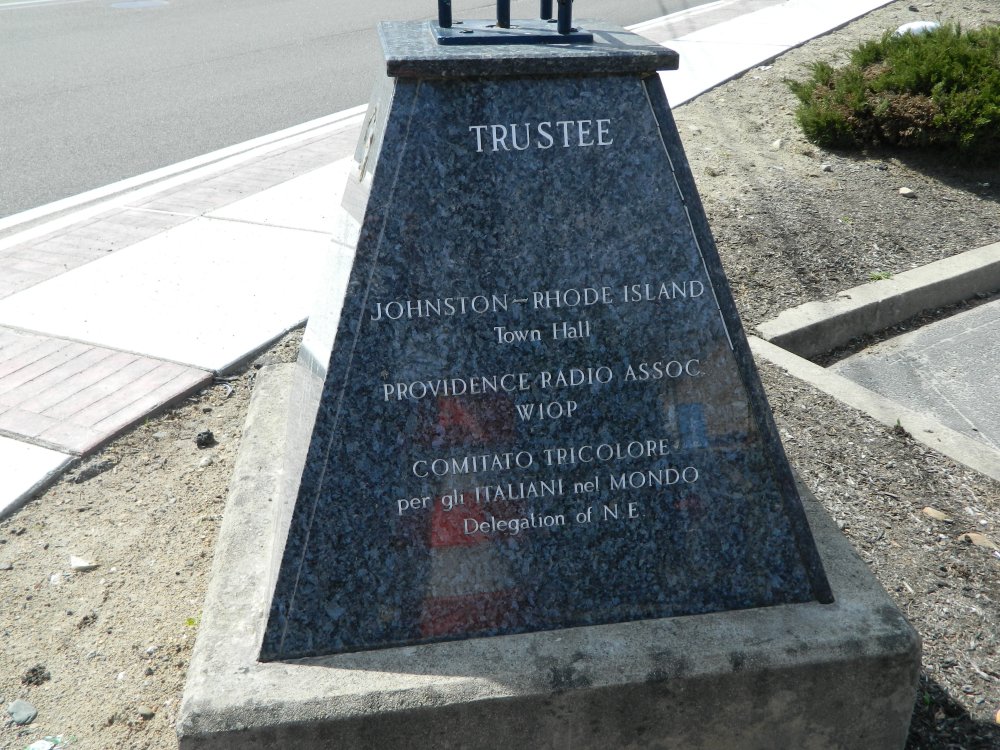 TRUSTEE
JOHNSTON-RHODE ISLAND
Town Hall
PROVIDENCE RADIO ASSOC.
W1OP
COMITATO TRICOLORE
per gli ITALIANI nel MONDO
Delegation of N.E.